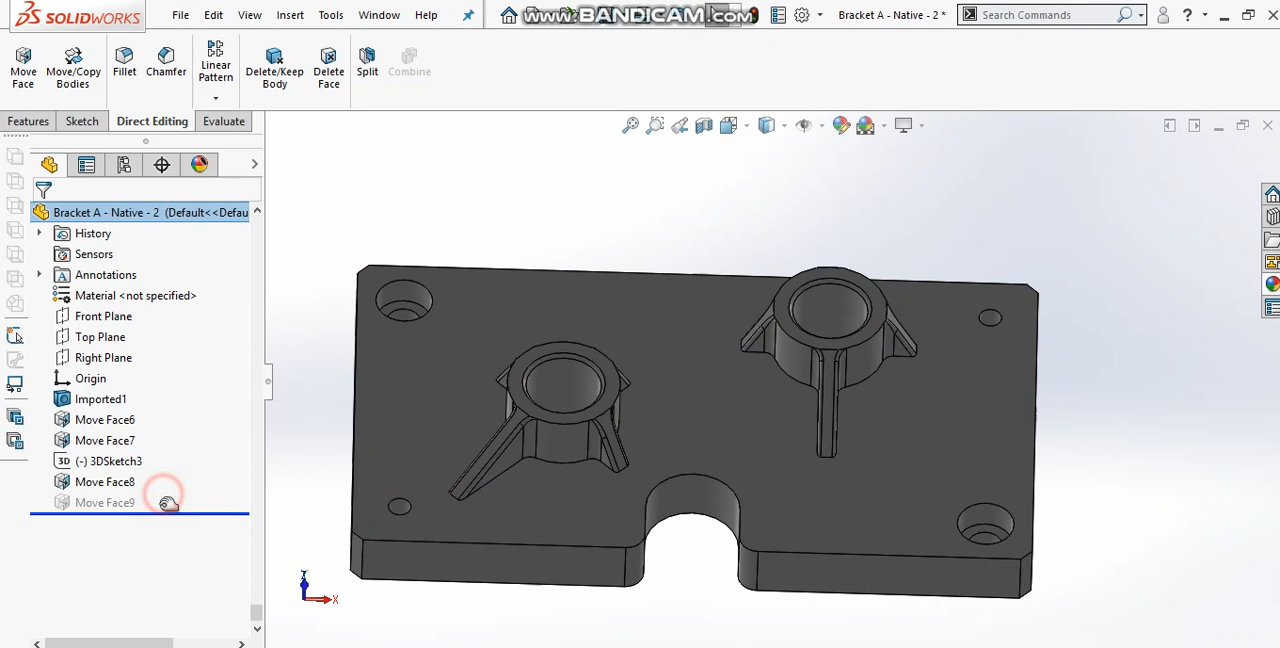 SOLIDWORKS
File Edit View Insert Tools Window Help
www.BANDICAM.com
Bracket A - Native - 2 *
Search Commands
?
Move Face
Move/Copy Bodies
Fillet
Chamfer
Linear Pattern
Delete/Keep Body
Delete Face
Split
Combine
Features Sketch Direct Editing Evaluate
Bracket A - Native - 2 (Default<<Defau
History
Sensors
Annotations
Material <not specified>
Front Plane
Top Plane
Right Plane
Origin
Imported1
Move Face6
Move Face7
3D (-) 3DSketch3
Move Face8
Move Face9
Z
X